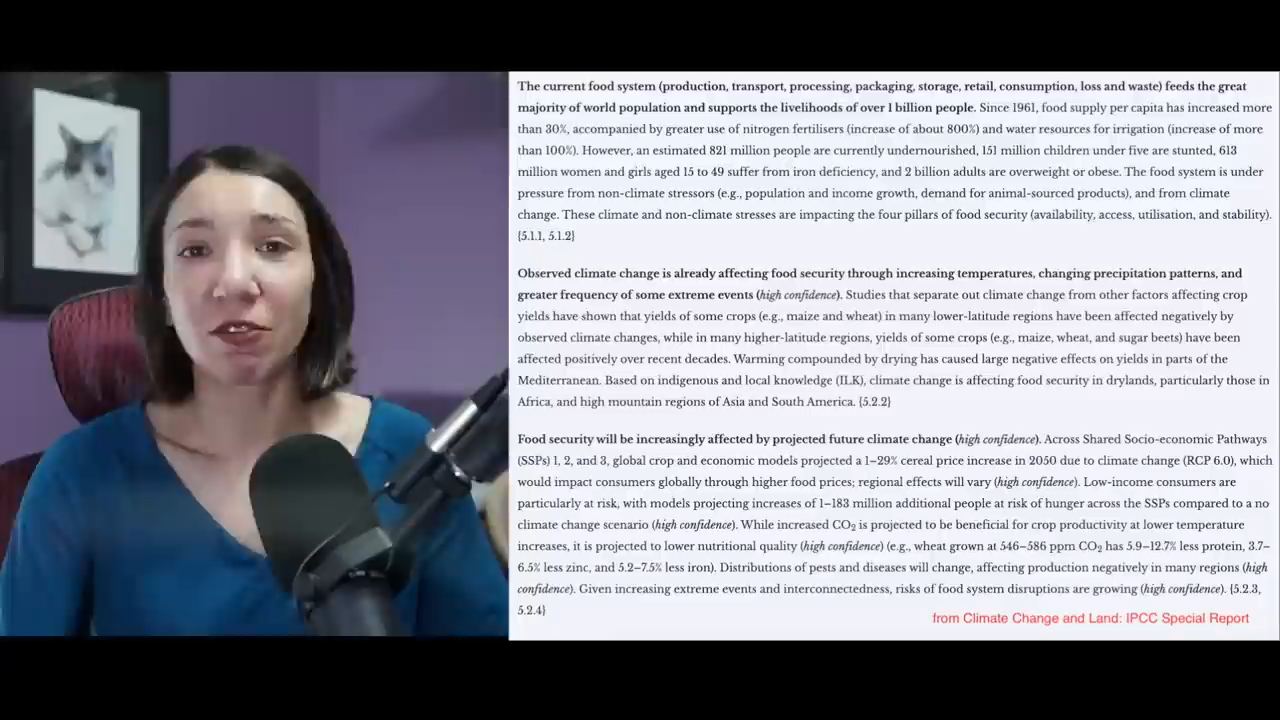 The current food system (production, transport, processing, packaging, storage, retail, consumption, loss and waste) feeds the great
majority of world population and supports the livelihoods of over 1 billion people. Since 1961, food supply per capita has increased more
than 30%, accompanied by greater use of nitrogen fertilisers (increase of about 800%) and water resources for irrigation (increase of more
than 100%). However, an estimated 821 million people are currently undernourished, 151 million children under five are stunted, 613
million women and girls aged 15 to 49 suffer from iron deficiency, and 2 billion adults are overweight or obese. The food system is under
pressure from non-climate stressors (e.g., population and income growth, demand for animal-sourced products), and from climate
change. These climate and non-climate stresses are impacting the four pillars of food security (availability, access, utilisation, and stability).
{5.1.1, 5.1.2}
Observed climate change is already affecting food security through increasing temperatures, changing precipitation patterns, and
greater frequency of some extreme events (high confidence). Studies that separate out climate change from other factors affecting crop
yields have shown that yields of some crops (e.g., maize and wheat) in many lower-latitude regions have been affected negatively by
observed climate changes, while in many higher-latitude regions, yields of some crops (e.g., maize, wheat, and sugar beets) have been
affected positively over recent decades. Warming compounded by drying has caused large negative effects on yields in parts of the
Mediterranean. Based on indigenous and local knowledge (ILK), climate change is affecting food security in drylands, particularly those in
Africa, and high mountain regions of Asia and South America. {5.2.2}
Food security will be increasingly affected by projected future climate change (high confidence). Across Shared Socio-economic Pathways
(SSPs) 1, 2, and 3, global crop and economic models projected a 1–29% cereal price increase in 2050 due to climate change (RCP 6.0), which
would impact consumers globally through higher food prices; regional effects will vary (high confidence). Low-income consumers are
particularly at risk, with models projecting increases of 1–183 million additional people at risk of hunger across the SSPs compared to a no
climate change scenario (high confidence). While increased CO₂ is projected to be beneficial for crop productivity at lower temperature
increases, it is projected to lower nutritional quality (high confidence) (e.g., wheat grown at 546–586 ppm CO₂ has 5.9–12.7% less protein, 3.7–
6.5% less zinc, and 5.2–7.5% less iron). Distributions of pests and diseases will change, affecting production negatively in many regions (high
confidence). Given increasing extreme events and interconnectedness, risks of food system disruptions are growing (high confidence). {5.2.3,
5.2.4}
from Climate Change and Land: IPCC Special Report